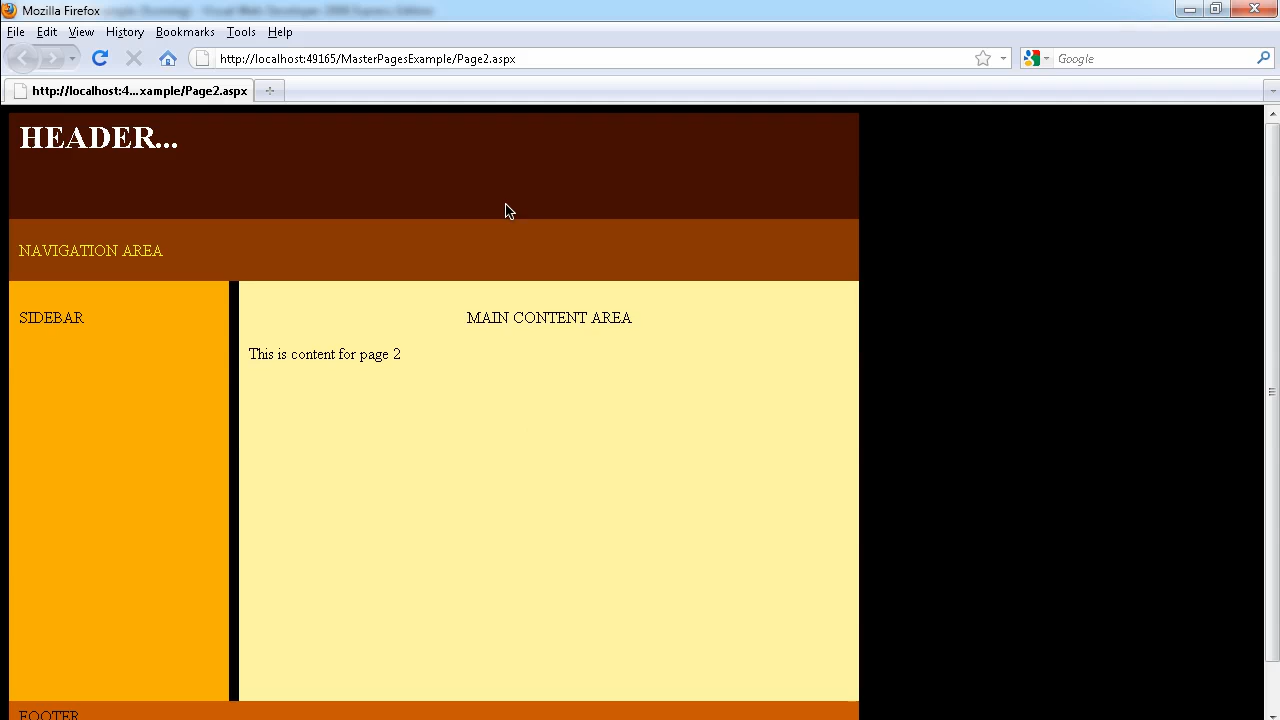 Mozilla Firefox
File Edit View History Bookmarks Tools Help
http://localhost:49165/MasterPagesExample/Page2.aspx
Google
http://localhost:4...xample/Page2.aspx
HEADER...
NAVIGATION AREA
SIDEBAR
MAIN CONTENT AREA
This is content for page 2
FOOTER